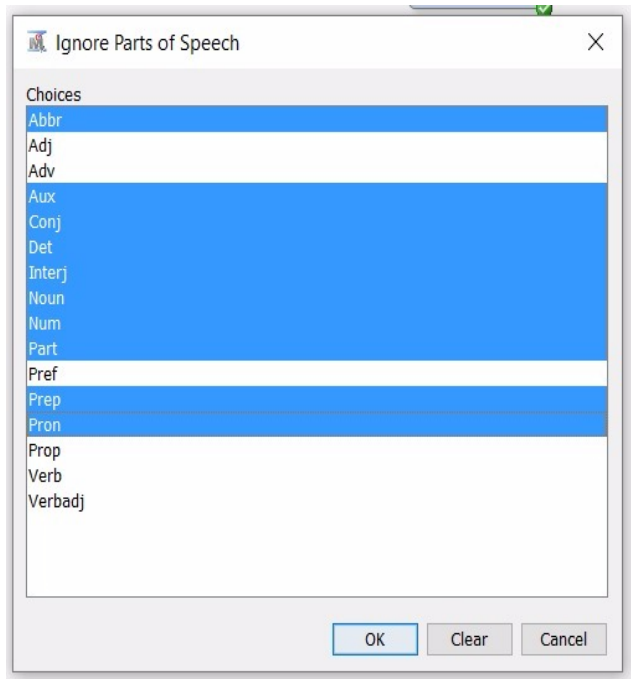 Ignore Parts of Speech
Choices
Abbr
Adj
Adv
Aux
Conj
Det
Interj
Noun
Num
Part
Pref
Prep
Pron
Prop
Verb
Verbadj
OK Clear Cancel